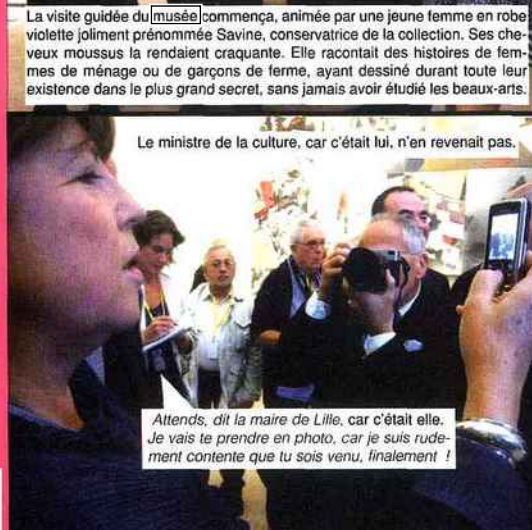 La visite guidée du musée commença, animée par une jeune femme en robe
violette joliment prénommée Savine, conservatrice de la collection. Ses che-
veux moussus la rendaient craquante. Elle racontait des histoires de fem-
mes de ménage ou de garçons de ferme, ayant dessiné durant toute leur
existence dans le plus grand secret, sans jamais avoir étudié les beaux-arts.
Le ministre de la culture, car c'était lui, n'en revenait pas.
Attends, dit la maire de Lille, car c'était elle.
Je vais te prendre en photo, car je suis rude-
ment contente que tu sois venu, finalement !